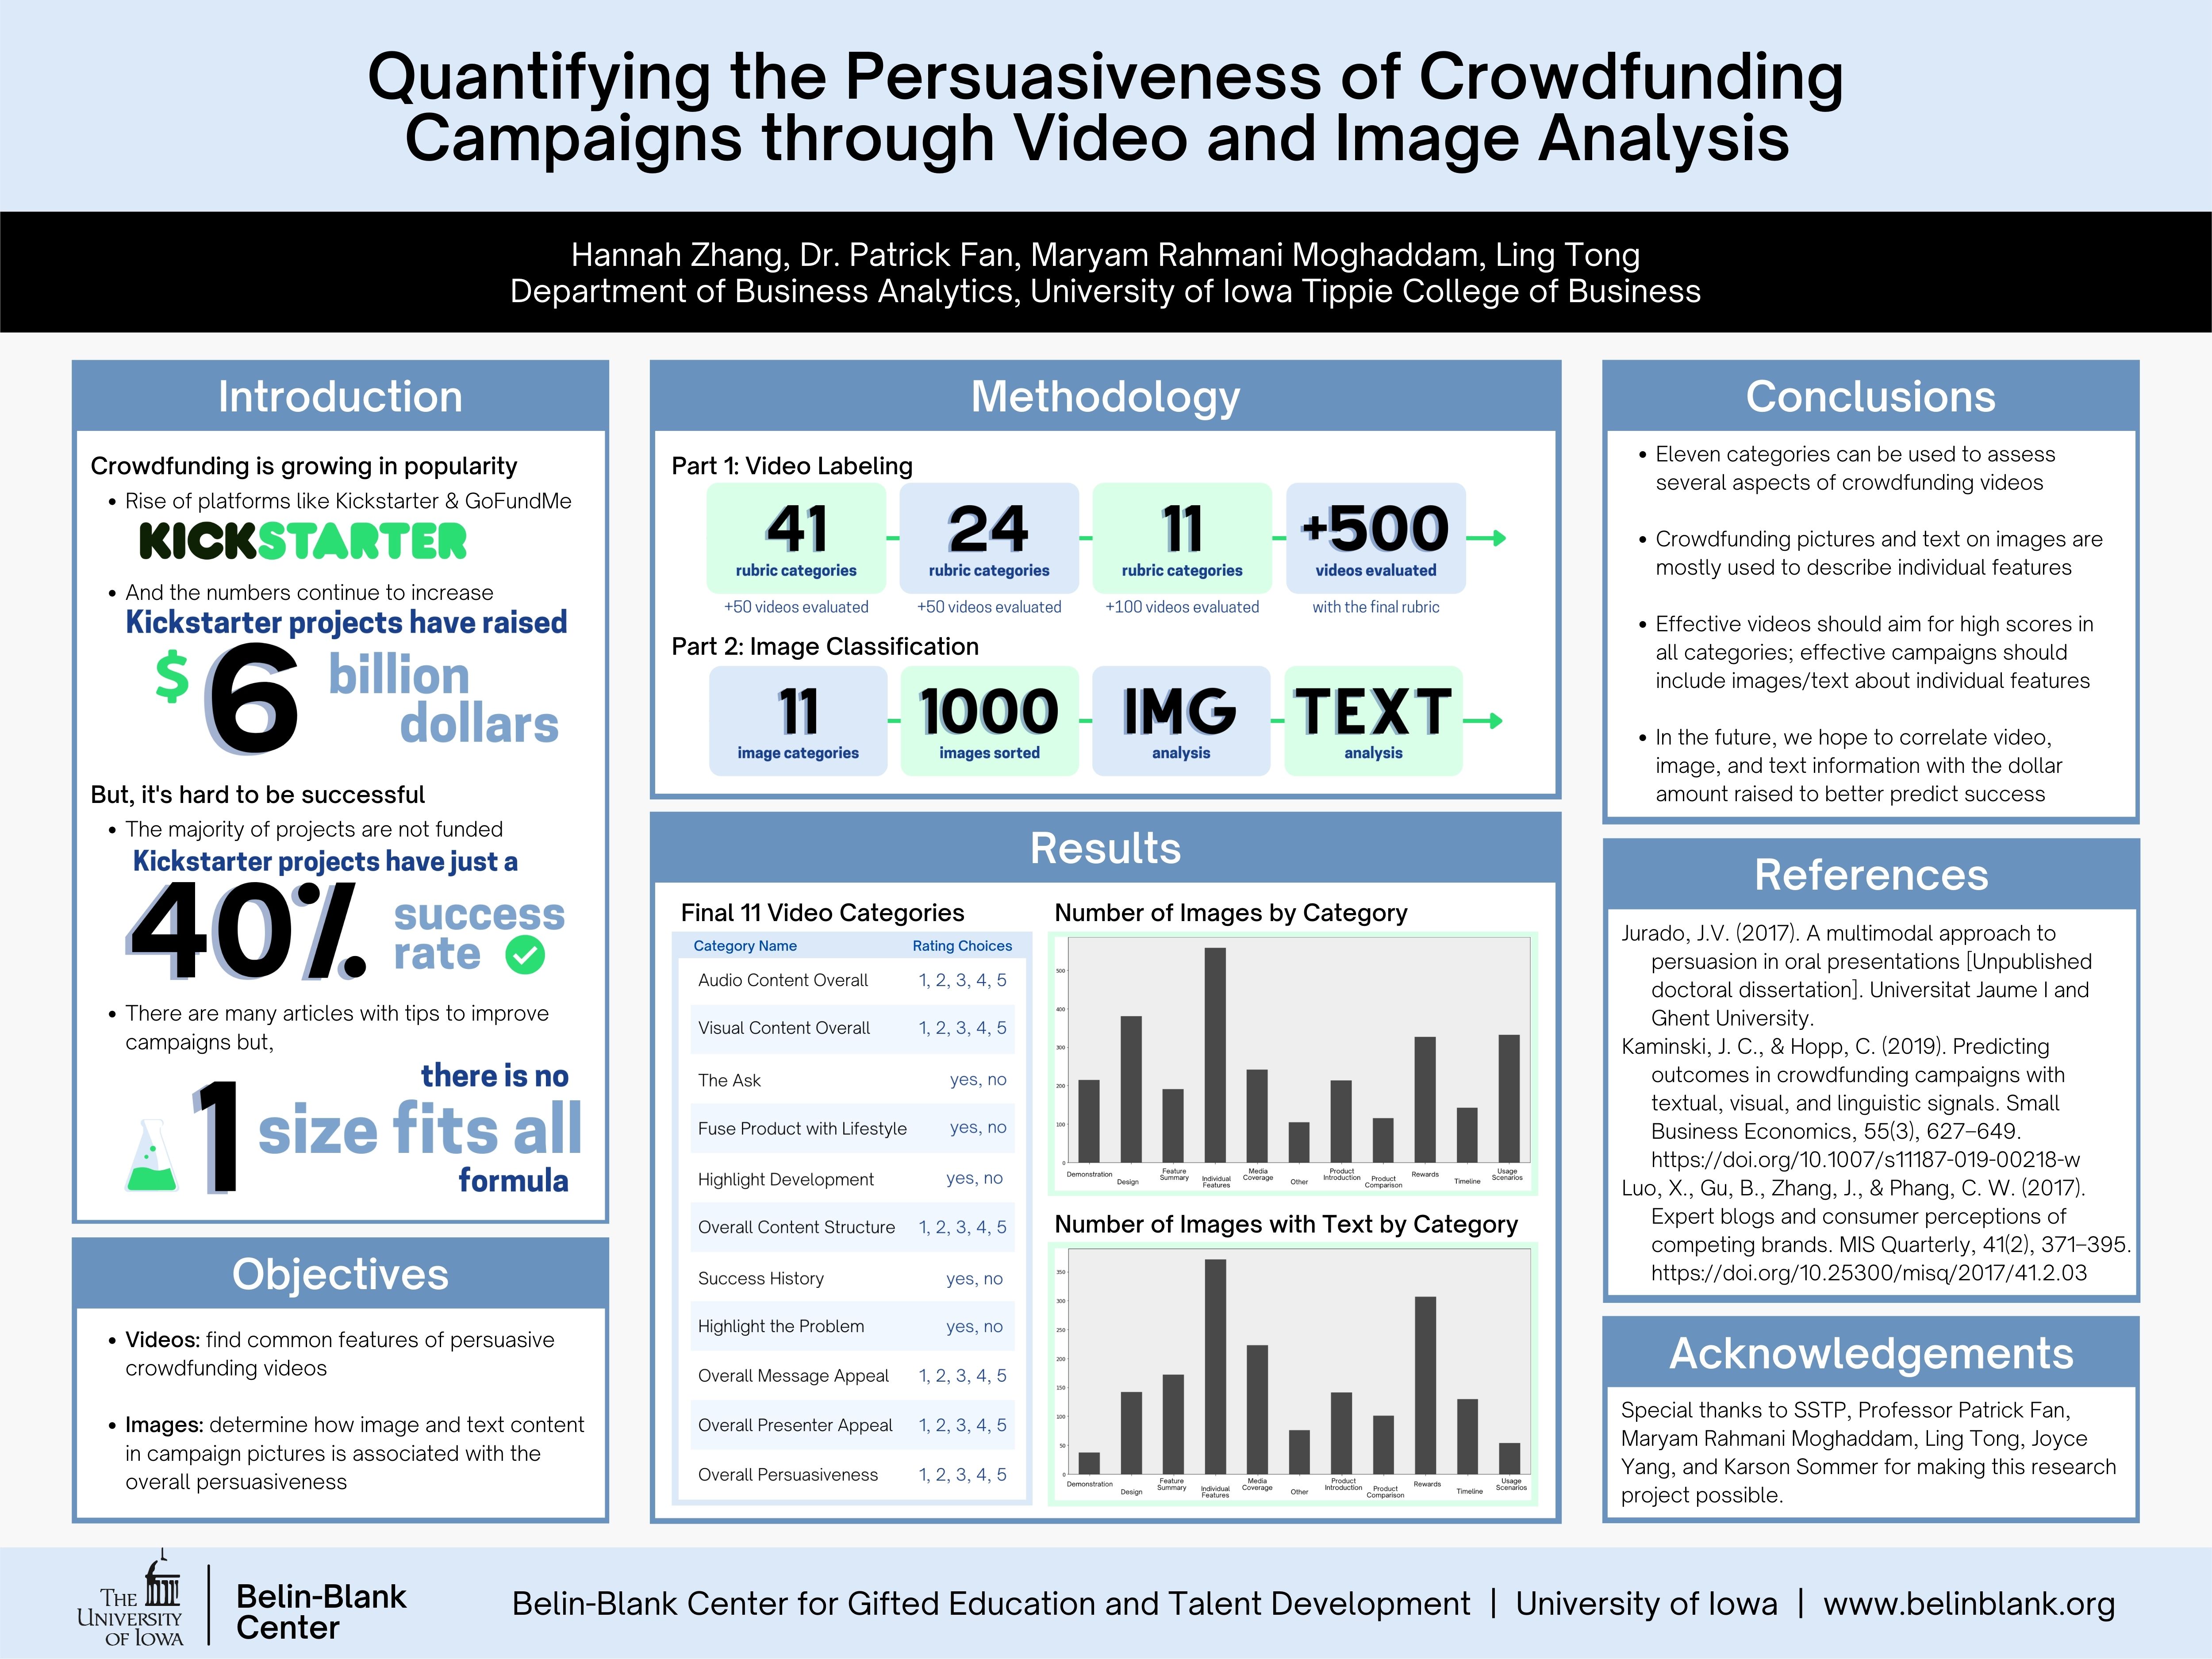 Quantifying the Persuasiveness of Crowdfunding
Campaigns through Video and Image Analysis
Hannah Zhang, Dr. Patrick Fan, Maryam Rahmani Moghaddam, Ling Tong
Department of Business Analytics, University of Iowa Tippie College of Business
Introduction
Crowdfunding is growing in popularity
• Rise of platforms like Kickstarter & GoFundMe
KICKSTARTER
• And the numbers continue to increase
Kickstarter projects have raised
$ 6 billion
dollars
But, it's hard to be successful
• The majority of projects are not funded
Kickstarter projects have just a
40% success
rate
• There are many articles with tips to improve
campaigns but,
there is no
1 size fits all
formula
Objectives
• Videos: find common features of persuasive
crowdfunding videos
• Images: determine how image and text content
in campaign pictures is associated with the
overall persuasiveness
Methodology
Part 1: Video Labeling
41 24 11 +500
rubric categories rubric categories rubric categories videos evaluated
+50 videos evaluated +50 videos evaluated +100 videos evaluated with the final rubric
Part 2: Image Classification
11 1000 IMG TEXT
image categories images sorted analysis analysis
Results
Final 11 Video Categories
Category Name Rating Choices
Audio Content Overall 1, 2, 3, 4, 5
Visual Content Overall 1, 2, 3, 4, 5
The Ask yes, no
Fuse Product with Lifestyle yes, no
Highlight Development yes, no
Overall Content Structure 1, 2, 3, 4, 5
Success History yes, no
Highlight the Problem yes, no
Overall Message Appeal 1, 2, 3, 4, 5
Overall Presenter Appeal 1, 2, 3, 4, 5
Overall Persuasiveness 1, 2, 3, 4, 5
Number of Images by Category
500
400
300
200
100
0
Demonstration
Design
Feature
Summary
Individual
Features
Media
Coverage
Other
Product
Introduction
Product
Comparison
Rewards
Timeline
Usage
Scenarios
Number of Images with Text by Category
350
300
250
200
150
100
50
0
Demonstration
Design
Feature
Summary
Individual
Features
Media
Coverage
Other
Product
Introduction
Product
Comparison
Rewards
Timeline
Usage
Scenarios
Conclusions
• Eleven categories can be used to assess
several aspects of crowdfunding videos
• Crowdfunding pictures and text on images are
mostly used to describe individual features
• Effective videos should aim for high scores in
all categories; effective campaigns should
include images/text about individual features
• In the future, we hope to correlate video,
image, and text information with the dollar
amount raised to better predict success
References
Jurado, J.V. (2017). A multimodal approach to
persuasion in oral presentations [Unpublished
doctoral dissertation]. Universitat Jaume I and
Ghent University.
Kaminski, J. C., & Hopp, C. (2019). Predicting
outcomes in crowdfunding campaigns with
textual, visual, and linguistic signals. Small
Business Economics, 55(3), 627–649.
https://doi.org/10.1007/s11187-019-00218-w
Luo, X., Gu, B., Zhang, J., & Phang, C. W. (2017).
Expert blogs and consumer perceptions of
competing brands. MIS Quarterly, 41(2), 371–395.
https://doi.org/10.25300/misq/2017/41.2.03
Acknowledgements
Special thanks to SSTP, Professor Patrick Fan,
Maryam Rahmani Moghaddam, Ling Tong, Joyce
Yang, and Karson Sommer for making this research
project possible.
THE
UNIVERSITY
OF IOWA
Belin-Blank
Center
Belin-Blank Center for Gifted Education and Talent Development | University of Iowa | www.belinblank.org